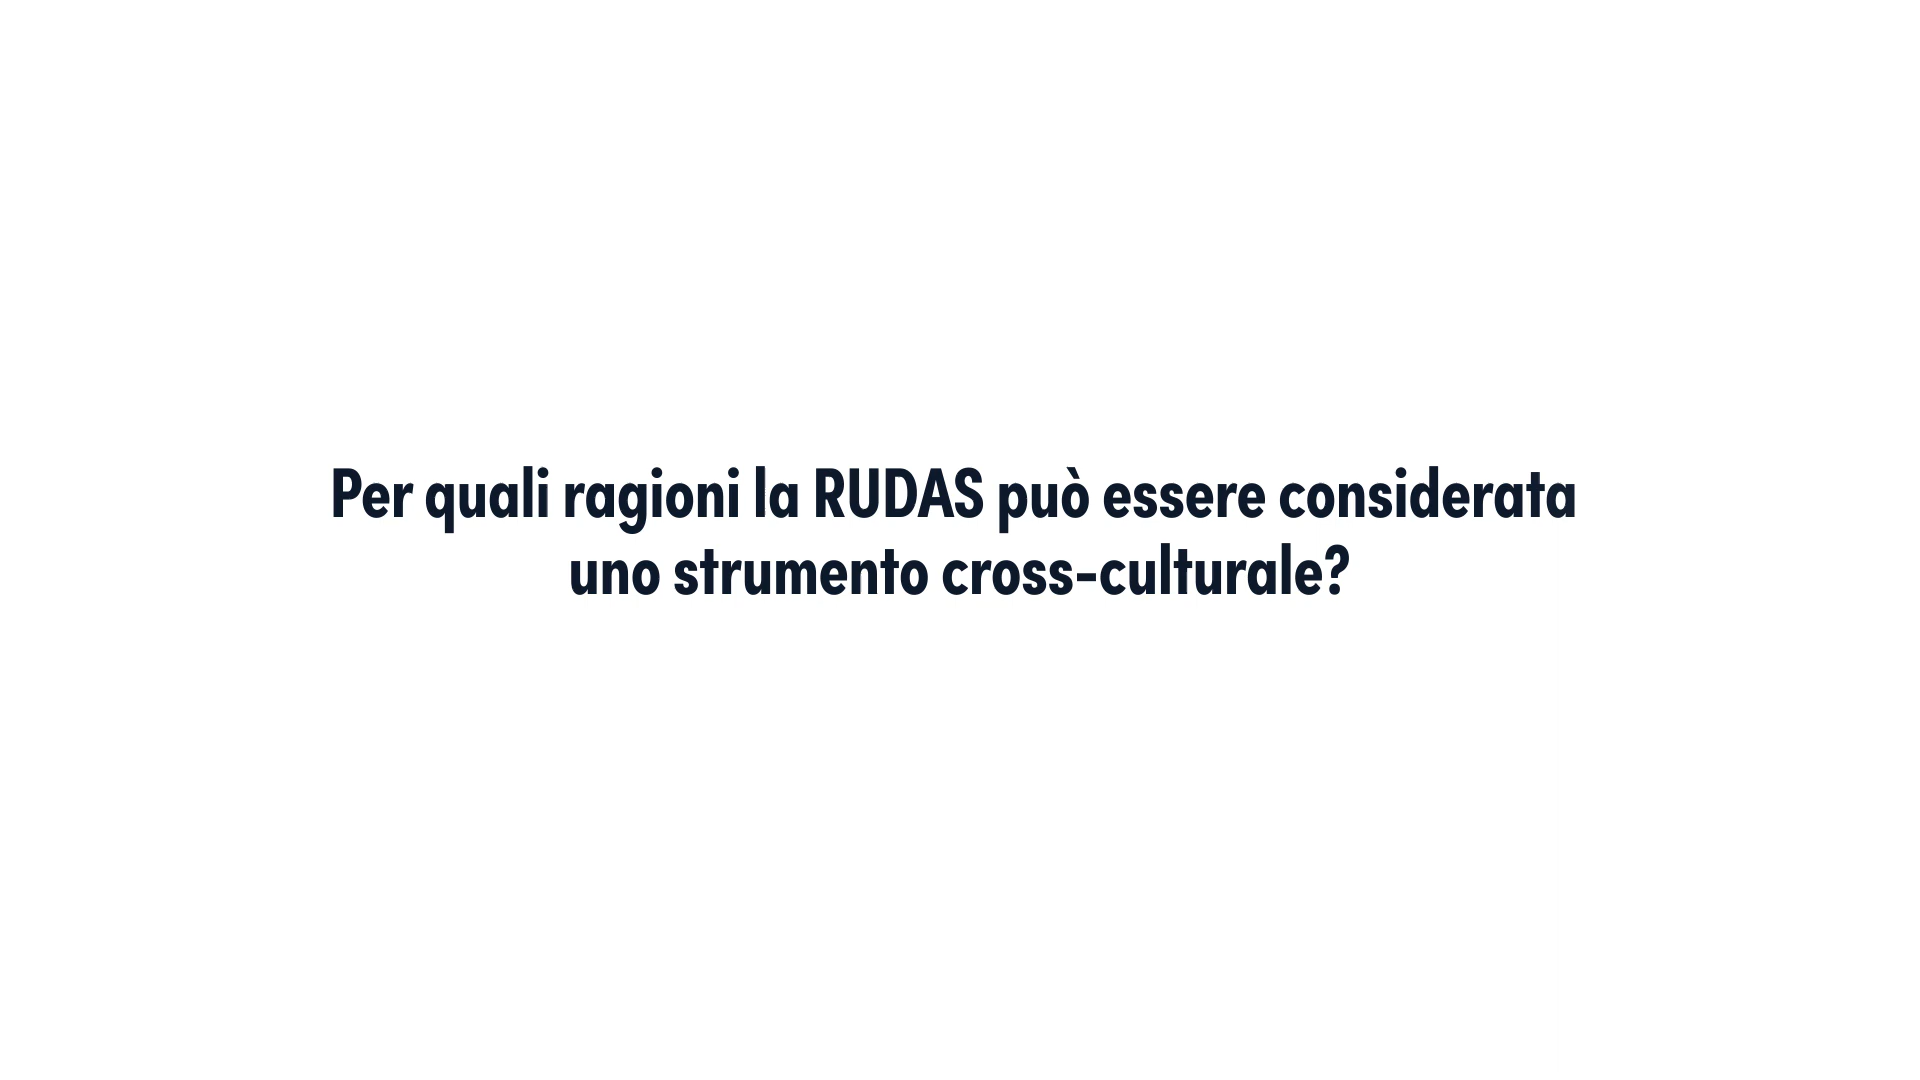 Per quali ragioni la RUDAS può essere considerata
uno strumento cross-culturale?